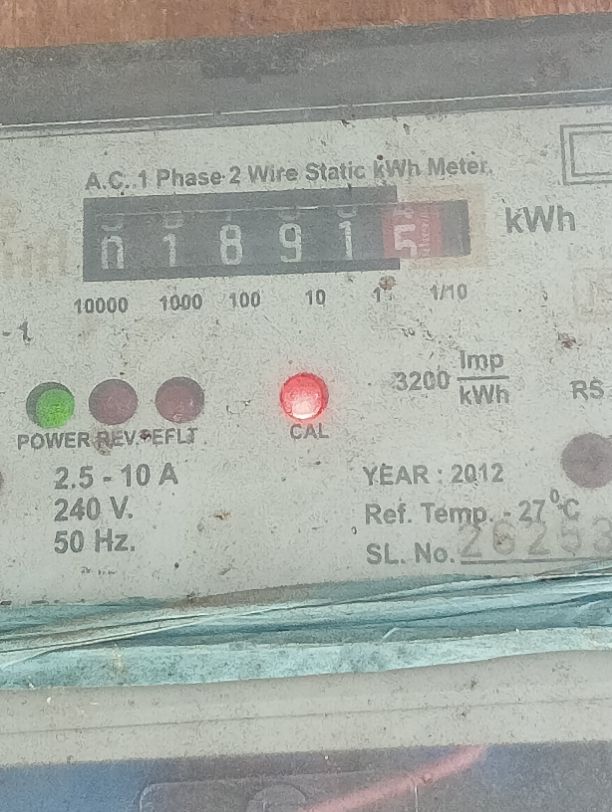 A.C. 1 Phase 2 Wire Static kWh Meter
0 1 8 9 1 5 kWh
10000 1000 100 10 1 1/10
-1
3200 Imp/kWh
RS
POWER REV. EFLT. CAL
2.5 - 10 A
240 V.
50 Hz.
YEAR : 2012
Ref. Temp. - 27°C
SL. No. 26253